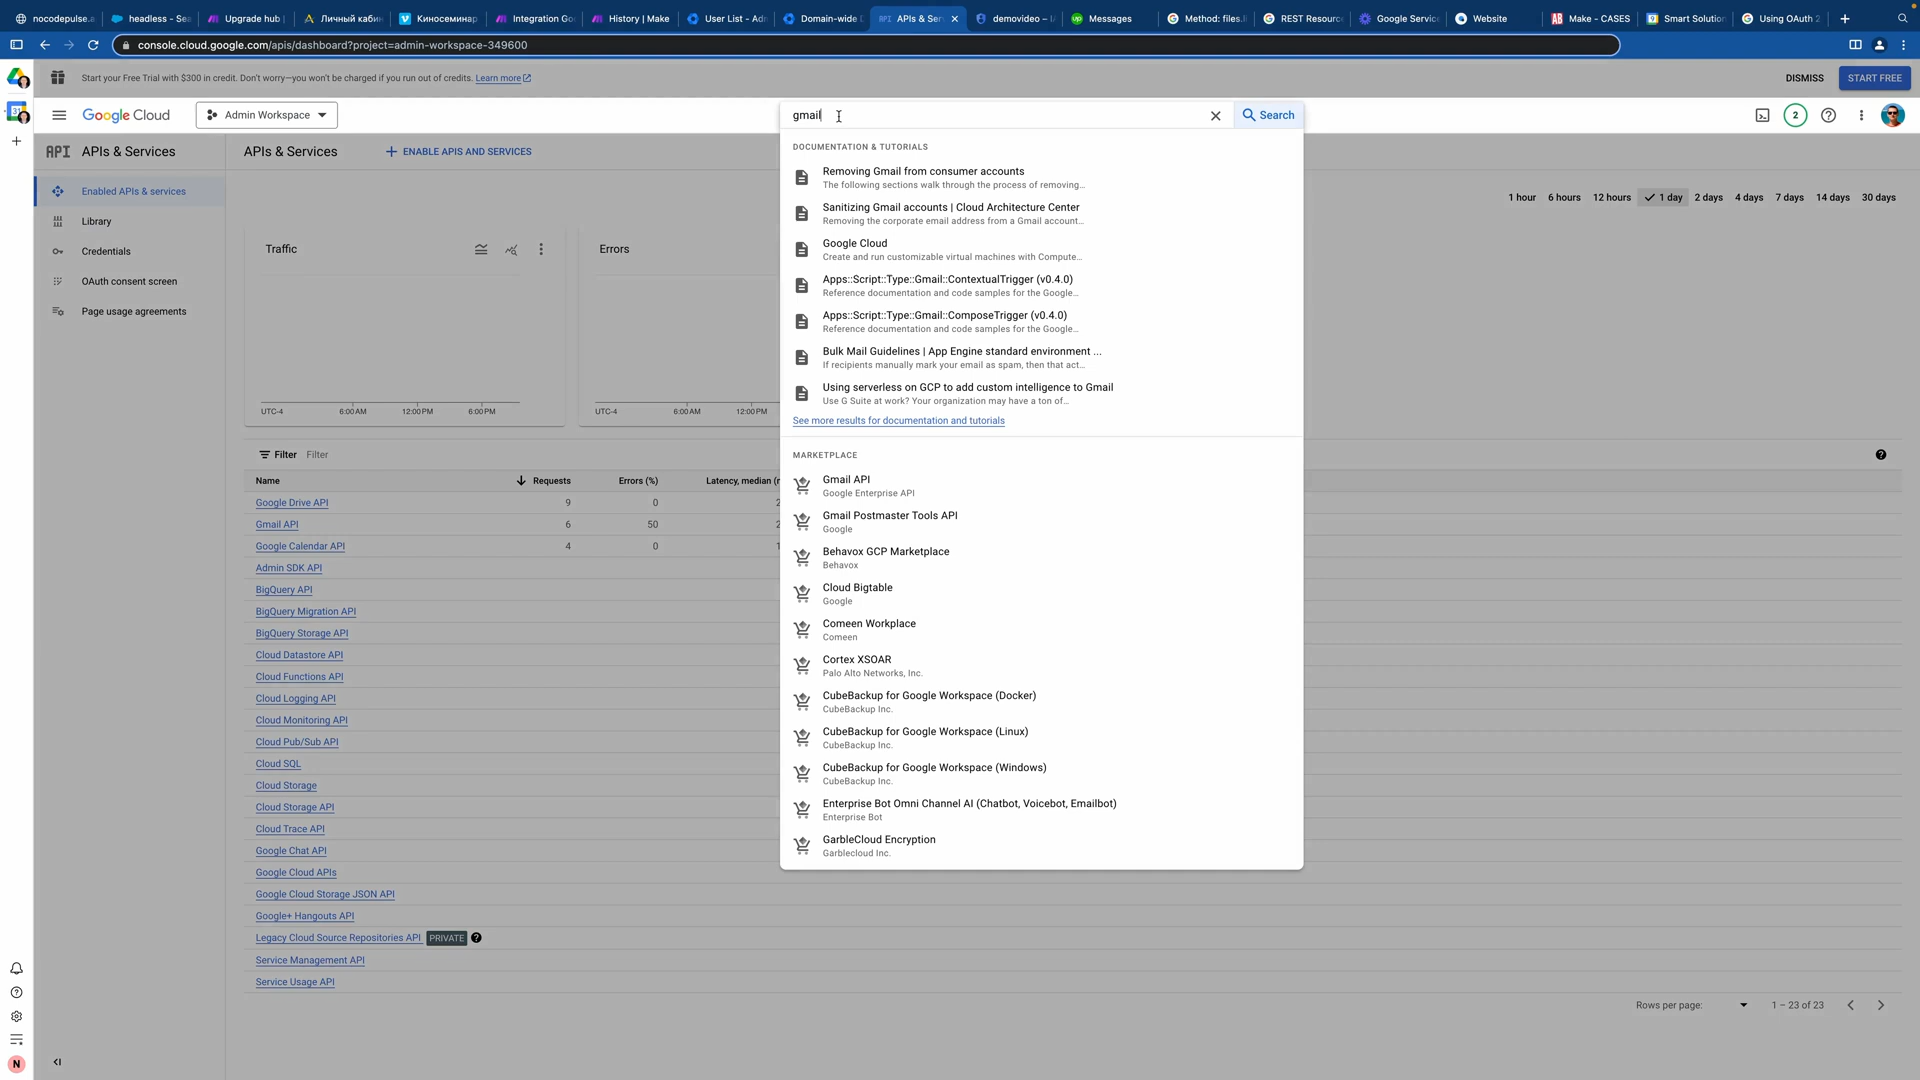 nocodepulse.a
headless - Sea
Upgrade hub |
Личный каби
Киносеминар
Integration Go
History | Make
User List - Adm
Domain-wide D
APIs & Ser
demovideo – I
Messages
Method: files.l
REST Resourc
Google Servic
Website
Make - CASES
Smart Solution
Using OAuth 2
console.cloud.google.com/apis/dashboard?project=admin-workspace-349600
Start your Free Trial with $300 in credit. Don't worry—you won't be charged if you run out of credits. Learn more
DISMISS
START FREE
Google Cloud
Admin Workspace
gmail
Search
2
API APIs & Services
APIs & Services
ENABLE APIS AND SERVICES
Enabled APIs & services
Library
Credentials
OAuth consent screen
Page usage agreements
1 hour 6 hours 12 hours 1 day 2 days 4 days 7 days 14 days 30 days
Traffic
UTC-4 6:00 AM 12:00 PM 6:00 PM
Errors
UTC-4 6:00 AM 12:00 PM
DOCUMENTATION & TUTORIALS
Removing Gmail from consumer accounts
The following sections walk through the process of removing...
Sanitizing Gmail accounts | Cloud Architecture Center
Removing the corporate email address from a Gmail account...
Google Cloud
Create and run customizable virtual machines with Compute...
Apps::Script::Type::Gmail::ContextualTrigger (v0.4.0)
Reference documentation and code samples for the Google...
Apps::Script::Type::Gmail::ComposeTrigger (v0.4.0)
Reference documentation and code samples for the Google...
Bulk Mail Guidelines | App Engine standard environment ...
If recipients manually mark your email as spam, then that act...
Using serverless on GCP to add custom intelligence to Gmail
Use G Suite at work? Your organization may have a ton of...
See more results for documentation and tutorials
MARKETPLACE
Gmail API
Google Enterprise API
Gmail Postmaster Tools API
Google
Behavox GCP Marketplace
Behavox
Cloud Bigtable
Google
Comeen Workplace
Comeen
Cortex XSOAR
Palo Alto Networks, Inc.
CubeBackup for Google Workspace (Docker)
CubeBackup Inc.
CubeBackup for Google Workspace (Linux)
CubeBackup Inc.
CubeBackup for Google Workspace (Windows)
CubeBackup Inc.
Enterprise Bot Omni Channel AI (Chatbot, Voicebot, Emailbot)
Enterprise Bot
GarbleCloud Encryption
Garblecloud Inc.
Filter Filter
Name Requests Errors (%) Latency, median (m
Google Drive API 9 0 2
Gmail API 6 50 2
Google Calendar API 4 0 1
Admin SDK API
BigQuery API
BigQuery Migration API
BigQuery Storage API
Cloud Datastore API
Cloud Functions API
Cloud Logging API
Cloud Monitoring API
Cloud Pub/Sub API
Cloud SQL
Cloud Storage
Cloud Storage API
Cloud Trace API
Google Chat API
Google Cloud APIs
Google Cloud Storage JSON API
Google+ Hangouts API
Legacy Cloud Source Repositories API PRIVATE
Service Management API
Service Usage API
Rows per page: 1 – 23 of 23
N